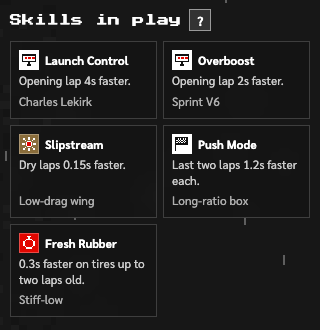 Skills in play ?
Launch Control
Opening lap 4s faster.
Charles Lekirk
Overboost
Opening lap 2s faster.
Sprint V6
Slipstream
Dry laps 0.15s faster.
Low-drag wing
Push Mode
Last two laps 1.2s faster
each.
Long-ratio box
Fresh Rubber
0.3s faster on tires up to
two laps old.
Stiff-low